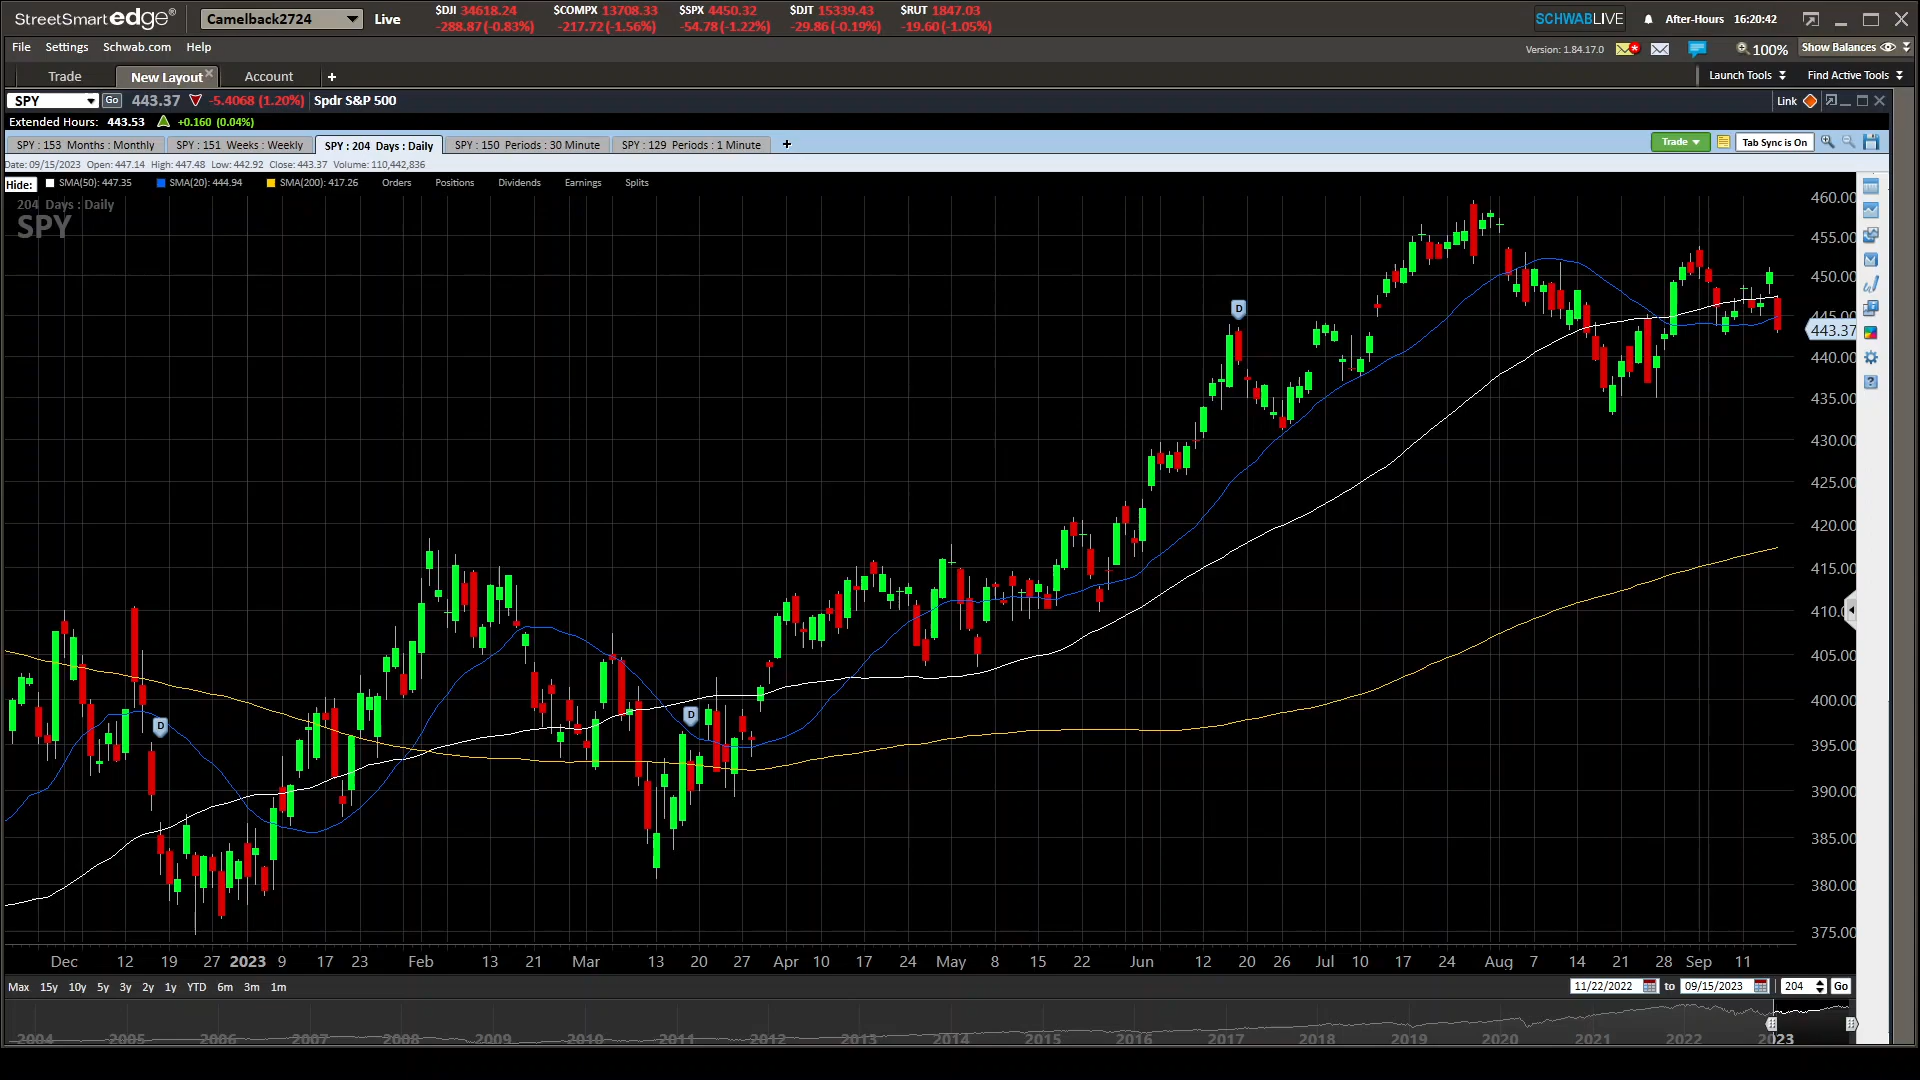 StreetSmart edge® Camelback2724 Live $DJI 34618.24 $COMPX 13708.33 $SPX 4450.32 $DJT 15339.43 $RUT 1847.03 SCHWABLIVE After-Hours 16:20:42
-288.87 (-0.83%) -217.72 (-1.56%) -54.78 (-1.22%) -29.86 (-0.19%) -19.60 (-1.05%)
File Settings Schwab.com Help Version: 1.84.17.0 100% Show Balances
Trade New Layout Account + Launch Tools Find Active Tools
SPY Go 443.37 -5.4068 (1.20%) Spdr S&P 500 Link
Extended Hours: 443.53 +0.160 (0.04%)
SPY : 153 Months : Monthly SPY : 151 Weeks : Weekly SPY : 204 Days : Daily SPY : 150 Periods : 30 Minute SPY : 129 Periods : 1 Minute + Trade Tab Sync is On
Date: 09/15/2023 Open: 447.14 High: 447.48 Low: 442.92 Close: 443.37 Volume: 110,442,836
Hide: SMA(50): 447.35 SMA(20): 444.94 SMA(200): 417.26 Orders Positions Dividends Earnings Splits
204 Days : Daily
SPY
460.00
455.00
450.00
445.00
443.37
440.00
435.00
430.00
425.00
420.00
415.00
410.0
405.00
400.00
395.00
390.00
385.00
380.00
375.00
D
D
D
?
Dec 12 19 27 2023 9 17 23 Feb 13 21 Mar 13 20 27 Apr 10 17 24 May 8 15 22 Jun 12 20 26 Jul 10 17 24 Aug 7 14 21 28 Sep 11
Max 15y 10y 5y 3y 2y 1y YTD 6m 3m 1m 11/22/2022 to 09/15/2023 204 Go
2004 2005 2006 2007 2008 2009 2010 2011 2012 2013 2014 2015 2016 2017 2018 2019 2020 2021 2022 2023